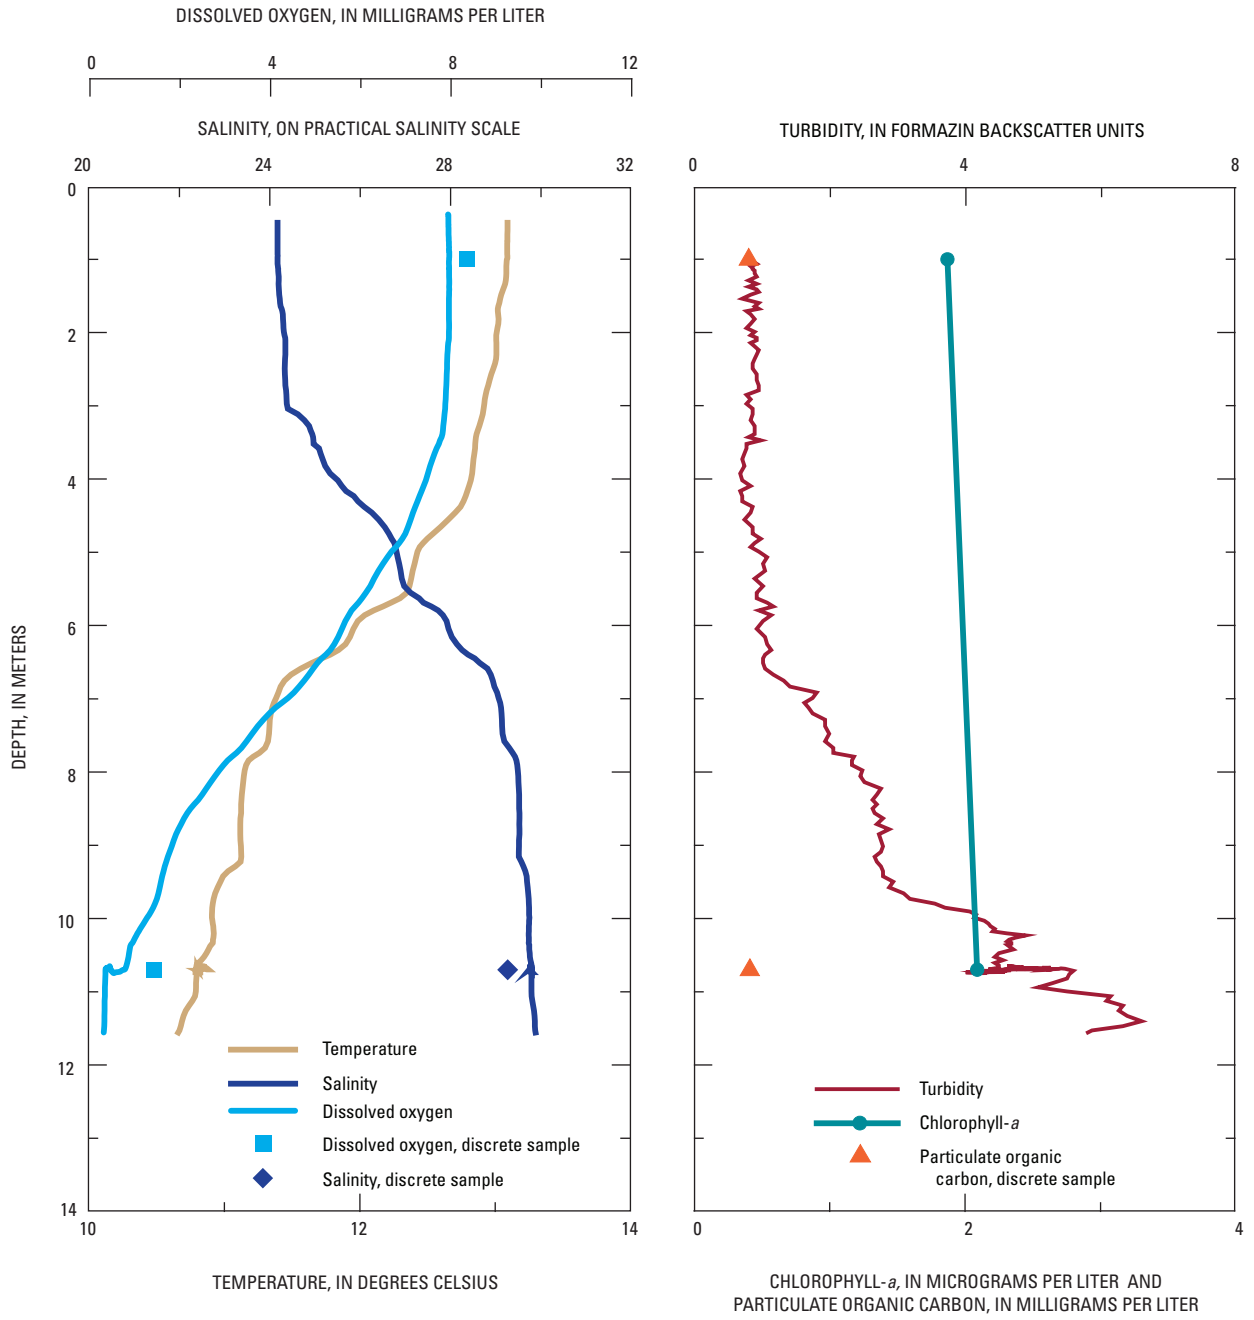 DISSOLVED OXYGEN, IN MILLIGRAMS PER LITER
0 4 8 12
SALINITY, ON PRACTICAL SALINITY SCALE
20 24 28 32
TURBIDITY, IN FORMAZIN BACKSCATTER UNITS
0 4 8
DEPTH, IN METERS
0
2
4
6
8
10
12
14
Temperature
Salinity
Dissolved oxygen
Dissolved oxygen, discrete sample
Salinity, discrete sample
Turbidity
Chlorophyll-a
Particulate organic
carbon, discrete sample
10 12 14
TEMPERATURE, IN DEGREES CELSIUS
0 2 4
CHLOROPHYLL-a, IN MICROGRAMS PER LITER AND
PARTICULATE ORGANIC CARBON, IN MILLIGRAMS PER LITER